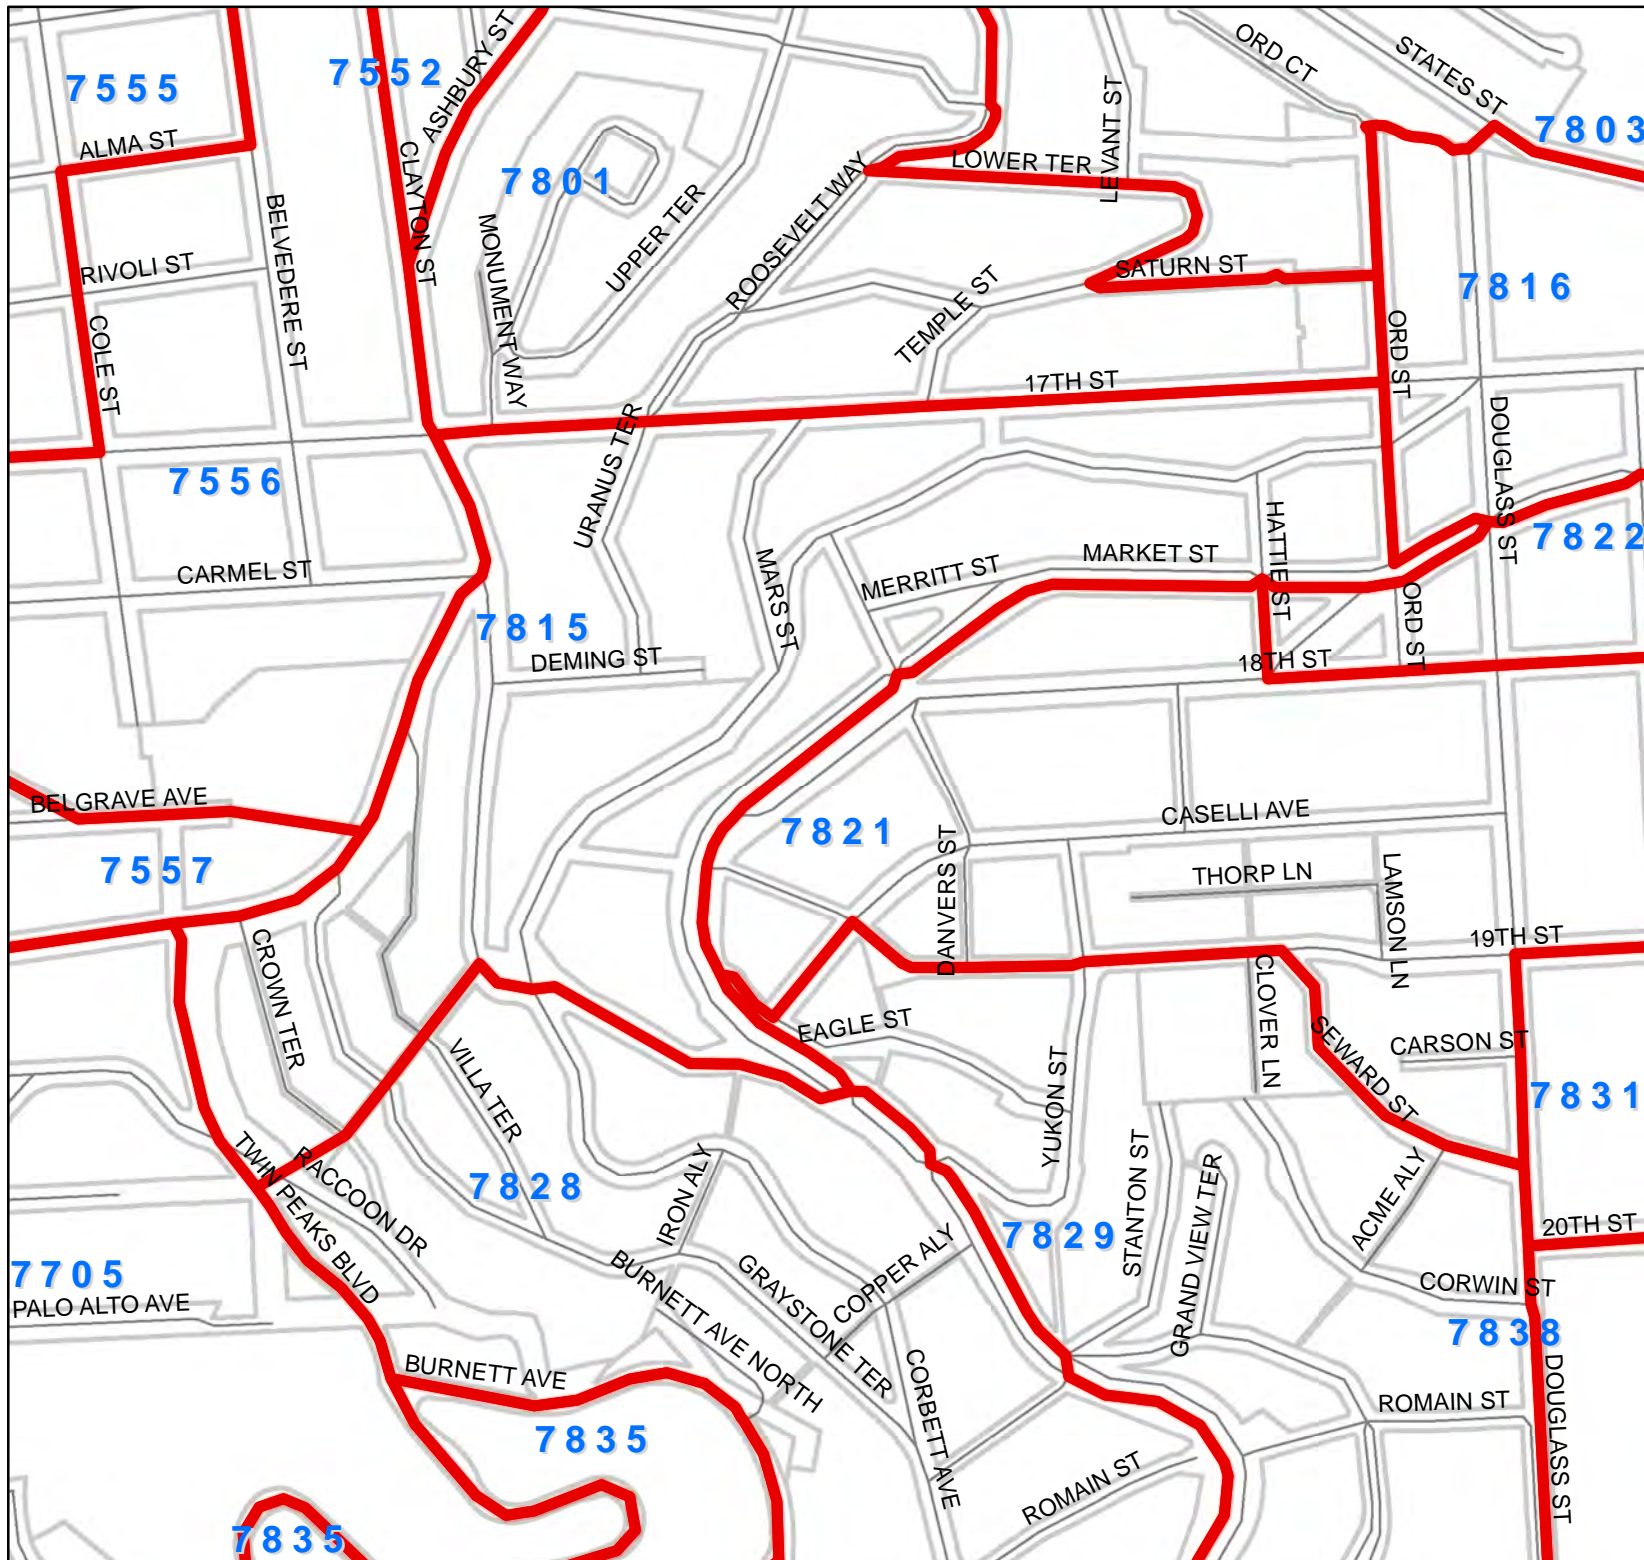 ORD CT
STATES ST
ASHBURY ST
7552
7555
7803
LEVANT ST
ALMA ST
LOWER TER
7801
CLAYTON ST
ROOSEVELT WAY
UPPER TER
BELVEDERE ST
MONUMENT WAY
RIVOLI ST
SATURN ST
TEMPLE ST
7816
COLE ST
ORD ST
17TH ST
URANUS TER
DOUGLASS ST
7556
HATTIE ST
7822
MARKET ST
MERRITT ST
CARMEL ST
MARS ST
ORD ST
7815
DEMING ST
18TH ST
BELGRAVE AVE
CASELLI AVE
7821
DANVERS ST
THORP LN
LAMSON LN
7557
19TH ST
CROWN TER
CLOVER LN
EAGLE ST
SEWARD ST
CARSON ST
VILLA TER
YUKON ST
7831
TWIN PEAKS BLVD
RACCOON DR
IRON ALY
STANTON ST
GRAND VIEW TER
ACME ALY
7828
7829
20TH ST
COPPER ALY
7705
BURNETT AVE NORTH
GRAYSTONE TER
CORWIN ST
PALO ALTO AVE
7838
CORBETT AVE
DOUGLASS ST
BURNETT AVE
ROMAIN ST
7835
ROMAIN ST
7835